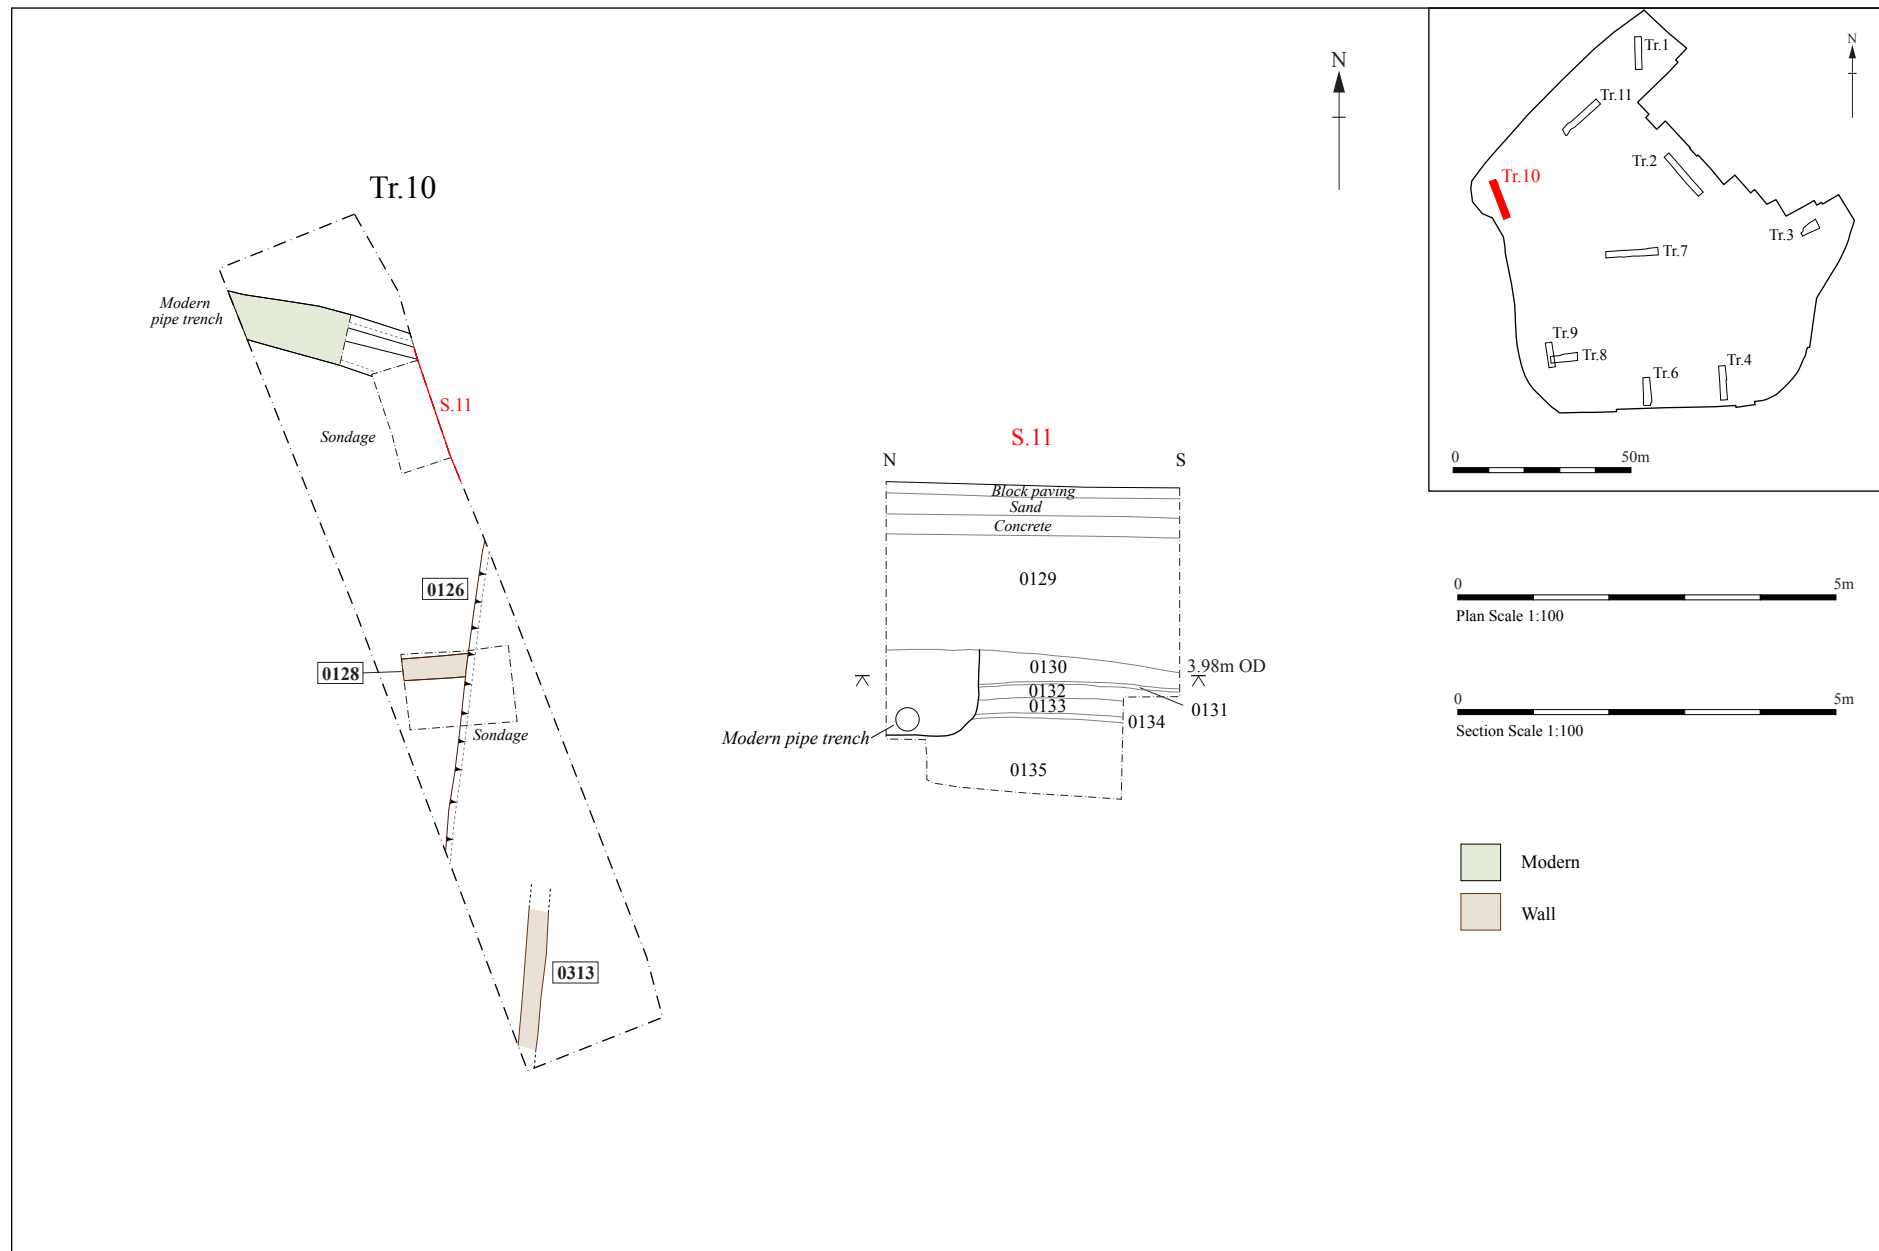 Tr.10
Modern
pipe trench
S.11
Sondage
0126
0128
Sondage
0313
N
S.11
N
S
Block paving
Sand
Concrete
0129
0130
3.98m OD
0132
0131
0133
0134
Modern pipe trench
0135
N
Tr.1
Tr.11
Tr.2
Tr.10
Tr.3
Tr.7
Tr.9
Tr.8
Tr.6
Tr.4
0
50m
0
5m
Plan Scale 1:100
0
5m
Section Scale 1:100
Modern
Wall